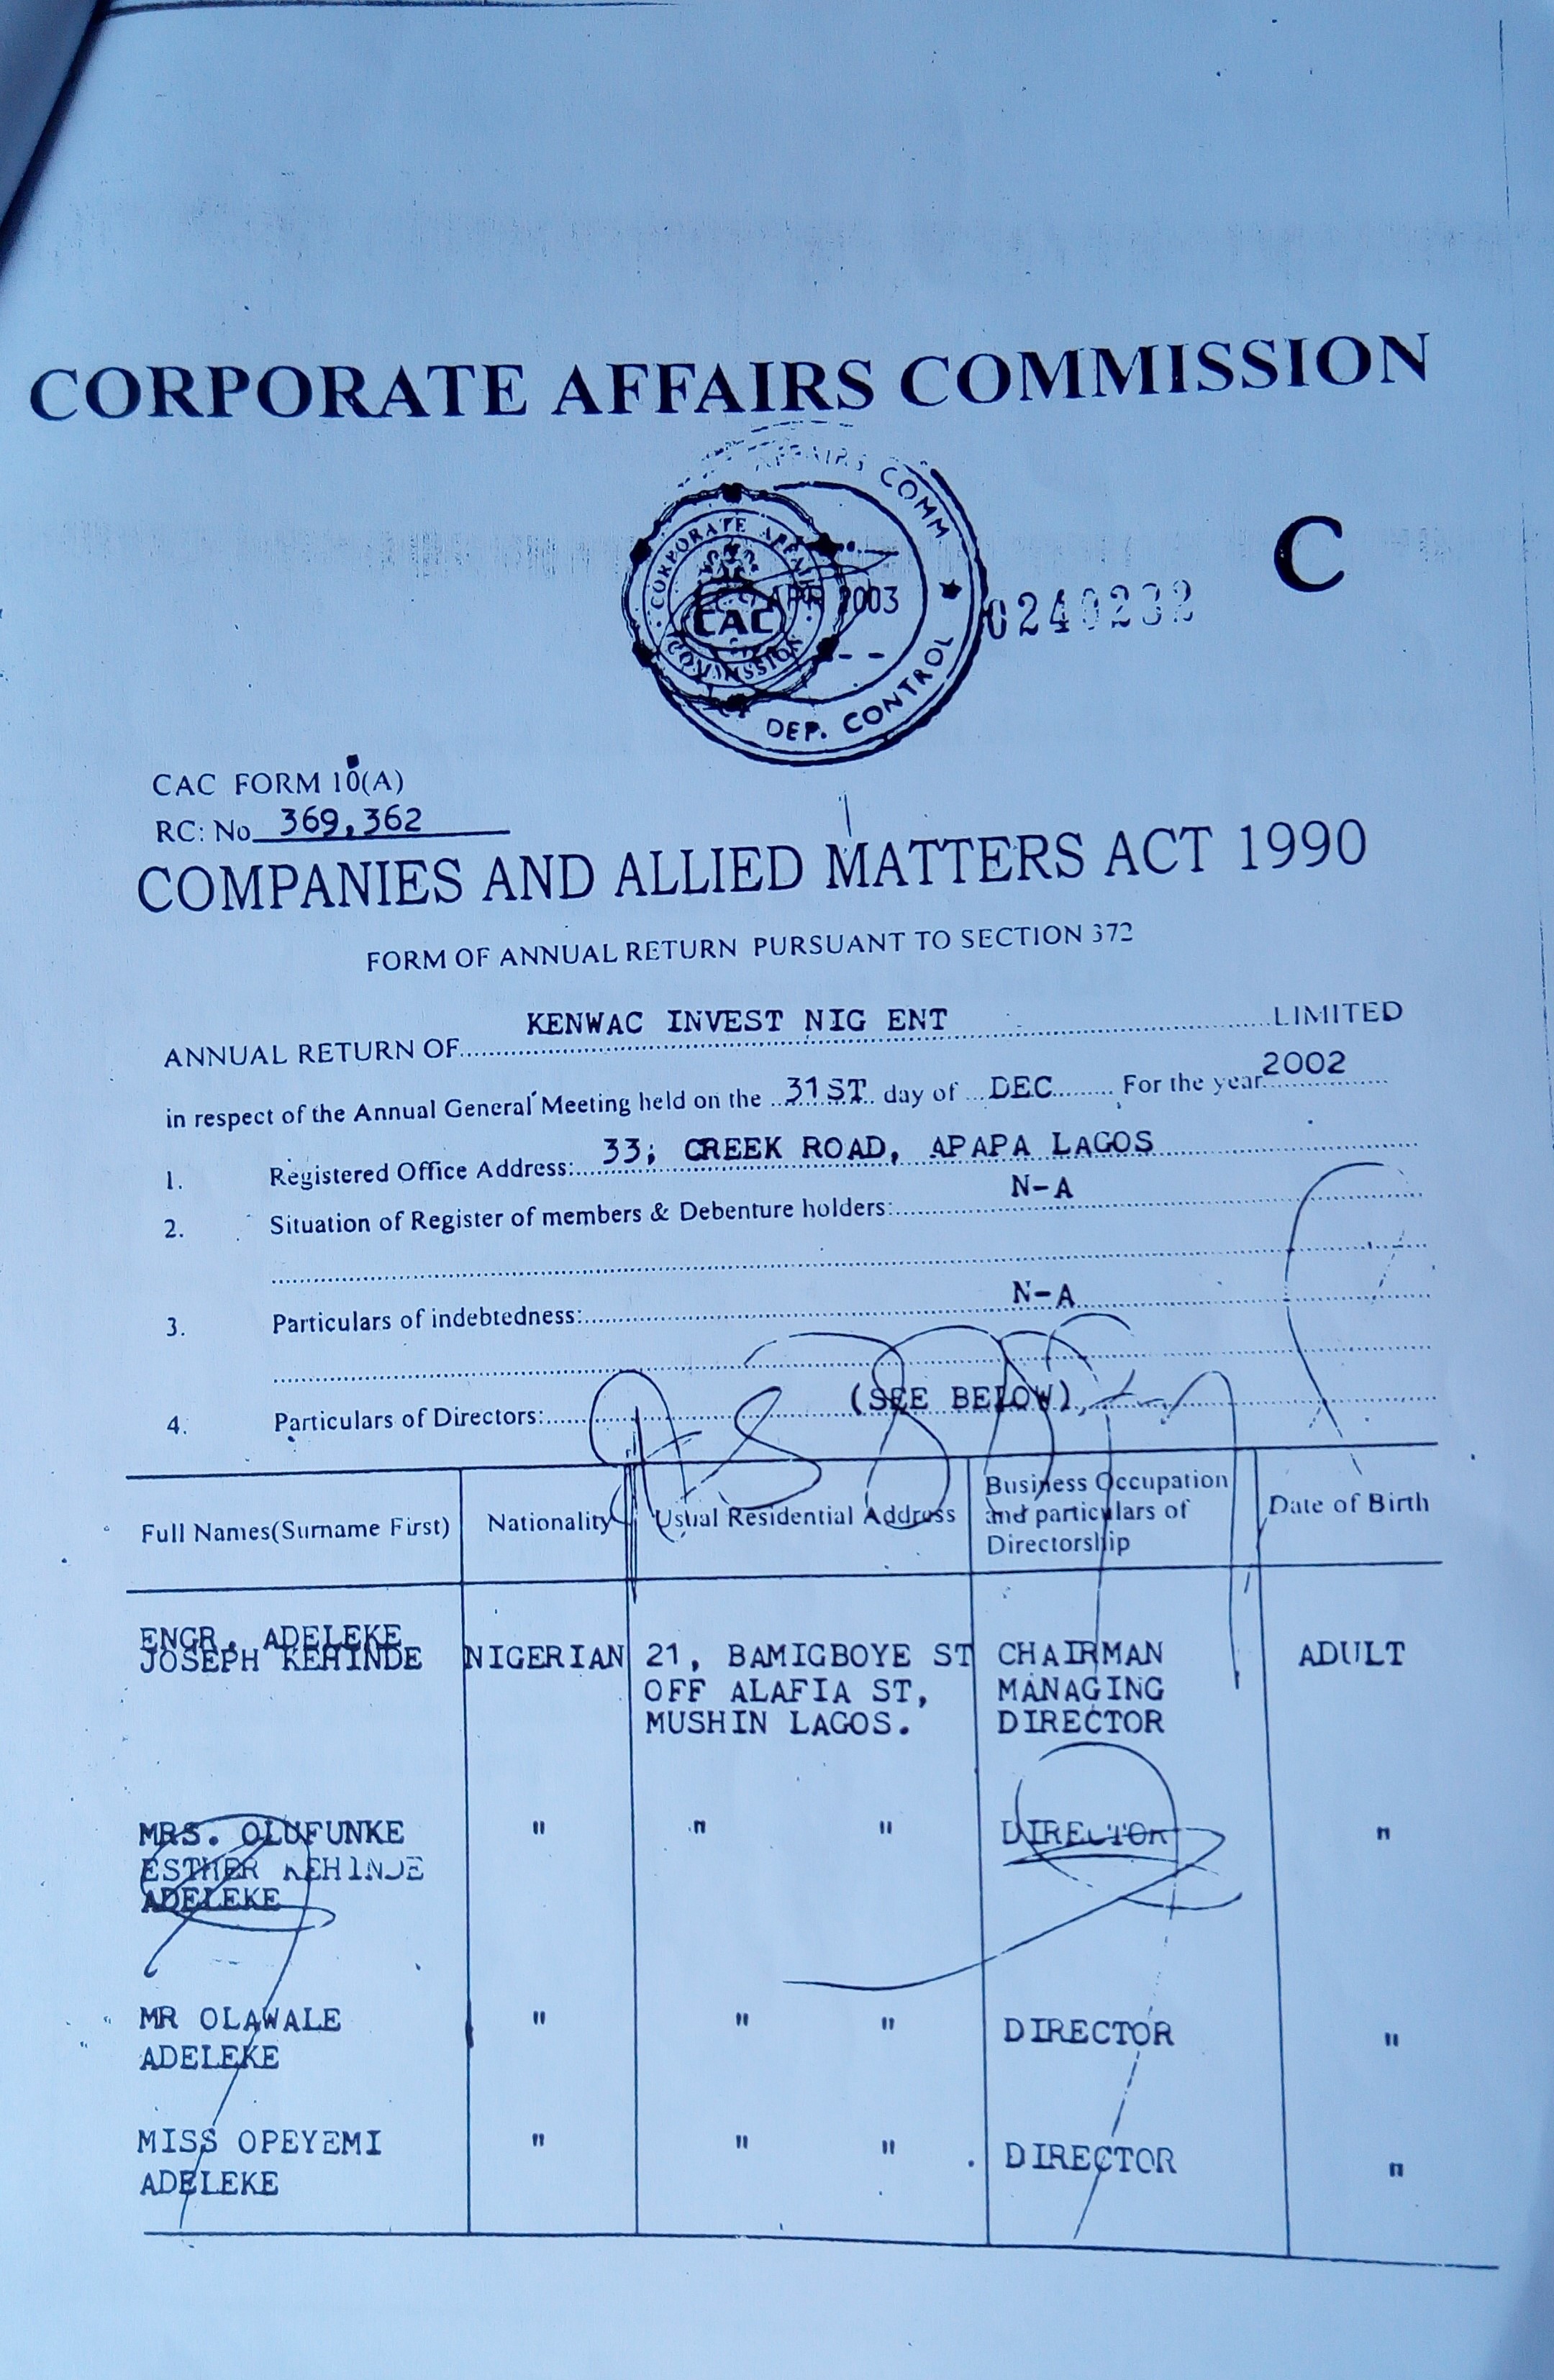 CORPORATE AFFAIRS COMMISSION
C
AFFAIRS COMM
CORPORATE AFFAIRS
APR 2003
CAC
COMMISSION
DEP. CONTROL
0240232
CAC FORM 10(A)
RC: No 369,362
COMPANIES AND ALLIED MATTERS ACT 1990
FORM OF ANNUAL RETURN PURSUANT TO SECTION 372
ANNUAL RETURN OF KENWAC INVEST NIG ENT LIMITED
in respect of the Annual General Meeting held on the 31ST day of DEC For the year 2002
1. Registered Office Address: 33; CREEK ROAD, APAPA LAGOS
2. Situation of Register of members & Debenture holders: N-A
3. Particulars of indebtedness: N-A
4. Particulars of Directors: (SEE BELOW)
Full Names(Surname First) Nationality Usual Residential Address Business Occupation and particulars of Directorship Date of Birth
ENGR. ADELEKE
JOSEPH KEHINDE NIGERIAN 21, BAMIGBOYE ST CHAIRMAN ADULT
OFF ALAFIA ST, MANAGING
MUSHIN LAGOS. DIRECTOR
MRS. OLUFUNKE " " " DIRECTOR "
ESTHER KEHINDE
ADELEKE
MR OLAWALE " " " DIRECTOR "
ADELEKE
MISS OPEYEMI " " " DIRECTOR "
ADELEKE